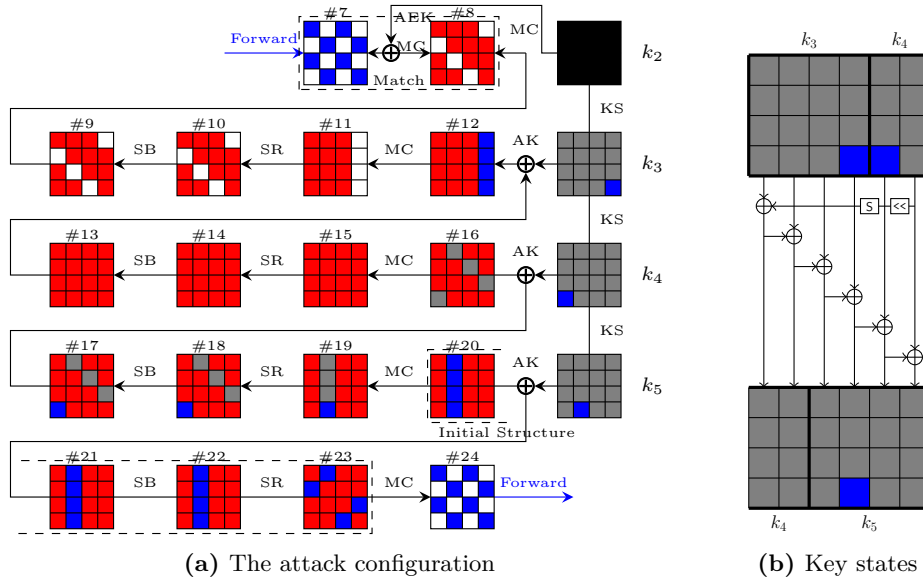 #7
#8
AEK
MC
Forward
MC
k2
Match
KS
#9
#10
#11
#12
SB
SR
MC
AK
k3
KS
#13
#14
#15
#16
SB
SR
MC
AK
k4
KS
#17
#18
#19
#20
SB
SR
MC
AK
k5
Initial Structure
#21
#22
#23
#24
SB
SR
MC
Forward
(a) The attack configuration
k3
k4
S
<<
k4
k5
(b) Key states